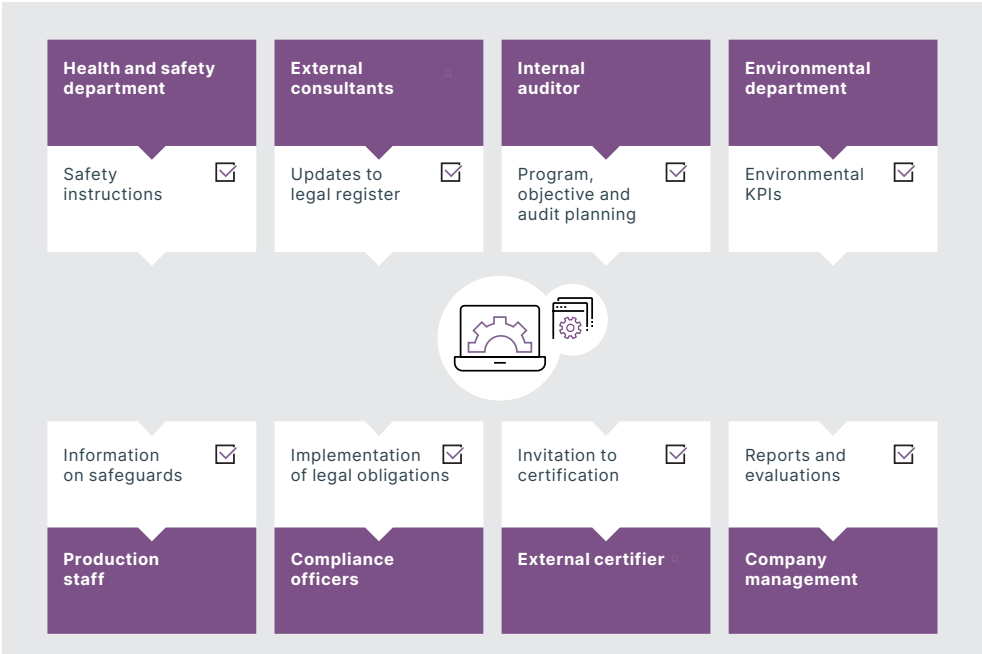 Health and safety
department
External
consultants
Internal
auditor
Environmental
department
Safety
instructions
Updates to
legal register
Program,
objective and
audit planning
Environmental
KPIs
Information
on safeguards
Implementation
of legal obligations
Invitation to
certification
Reports and
evaluations
Production
staff
Compliance
officers
External certifier
Company
management